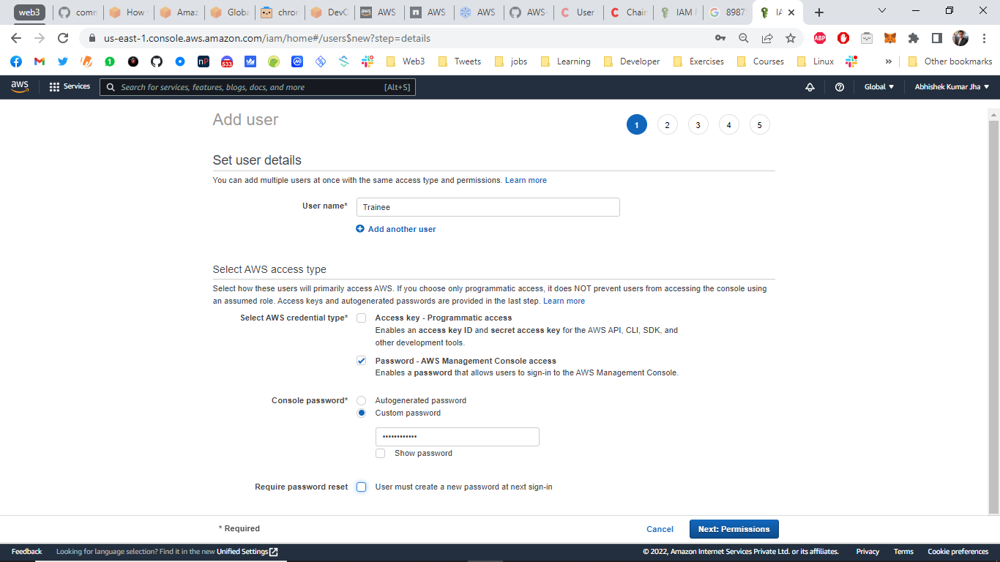 web3 comm How Amaz Globa chror DevC AWS AWS AWS AWS- User Chair IAM 8987 IA
us-east-1.console.aws.amazon.com/iam/home#/users$new?step=details
ABP
1 nP 533 Web3 Tweets jobs Learning Developer Exercises Courses Linux » Other bookmarks
aws Services Search for services, features, blogs, docs, and more [Alt+S] Global Abhishek Kumar Jha
Add user 1 2 3 4 5
Set user details
You can add multiple users at once with the same access type and permissions. Learn more
User name* Trainee
Add another user
Select AWS access type
Select how these users will primarily access AWS. If you choose only programmatic access, it does NOT prevent users from accessing the console using
an assumed role. Access keys and autogenerated passwords are provided in the last step. Learn more
Select AWS credential type* Access key - Programmatic access
Enables an access key ID and secret access key for the AWS API, CLI, SDK, and
other development tools.
Password - AWS Management Console access
Enables a password that allows users to sign-in to the AWS Management Console.
Console password* Autogenerated password
Custom password
••••••••••••
Show password
Require password reset User must create a new password at next sign-in
* Required Cancel Next: Permissions
Feedback Looking for language selection? Find it in the new Unified Settings © 2022, Amazon Internet Services Private Ltd. or its affiliates. Privacy Terms Cookie preferences